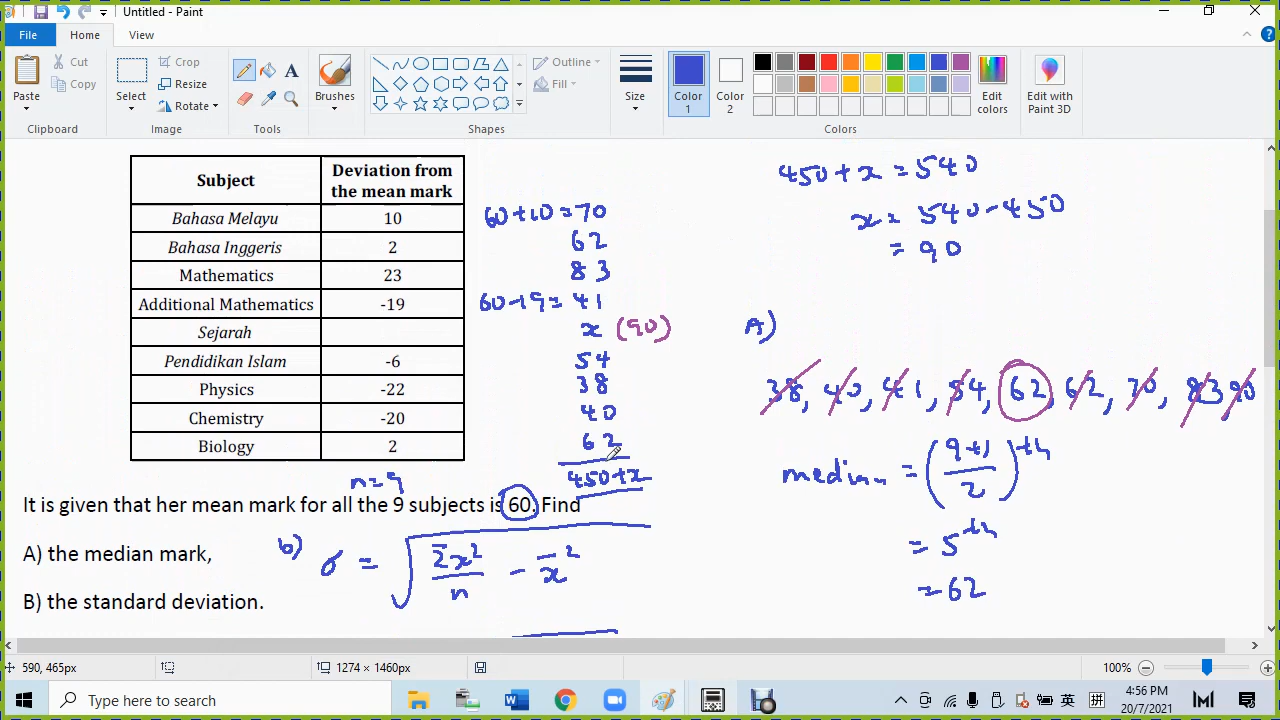 Untitled - Paint
File Home View
Paste
Cut
Copy
Clipboard
Select
Crop
Resize
Rotate
Image
Tools
Brushes
Outline
Fill
Shapes
Size
Color 1
Color 2
Colors
Edit colors
Edit with Paint 3D
Subject Deviation from the mean mark
Bahasa Melayu 10
Bahasa Inggeris 2
Mathematics 23
Additional Mathematics -19
Sejarah
Pendidikan Islam -6
Physics -22
Chemistry -20
Biology 2
60+10=70
62
83
60-19=41
x (90)
54
38
40
62
450+x
n=9
It is given that her mean mark for all the 9 subjects is 60. Find
A) the median mark,
B) the standard deviation.
b) σ = √ Σx² / n - x̄²
450+x=540
x= 540-450
= 90
A)
38, 40, 41, 54, 62, 62, 70, 83, 90
median = (9+1 / 2)th
= 5th
= 62
590, 465px
1274 × 1460px
100%
Type here to search
英
拼
4:56 PM
20/7/2021